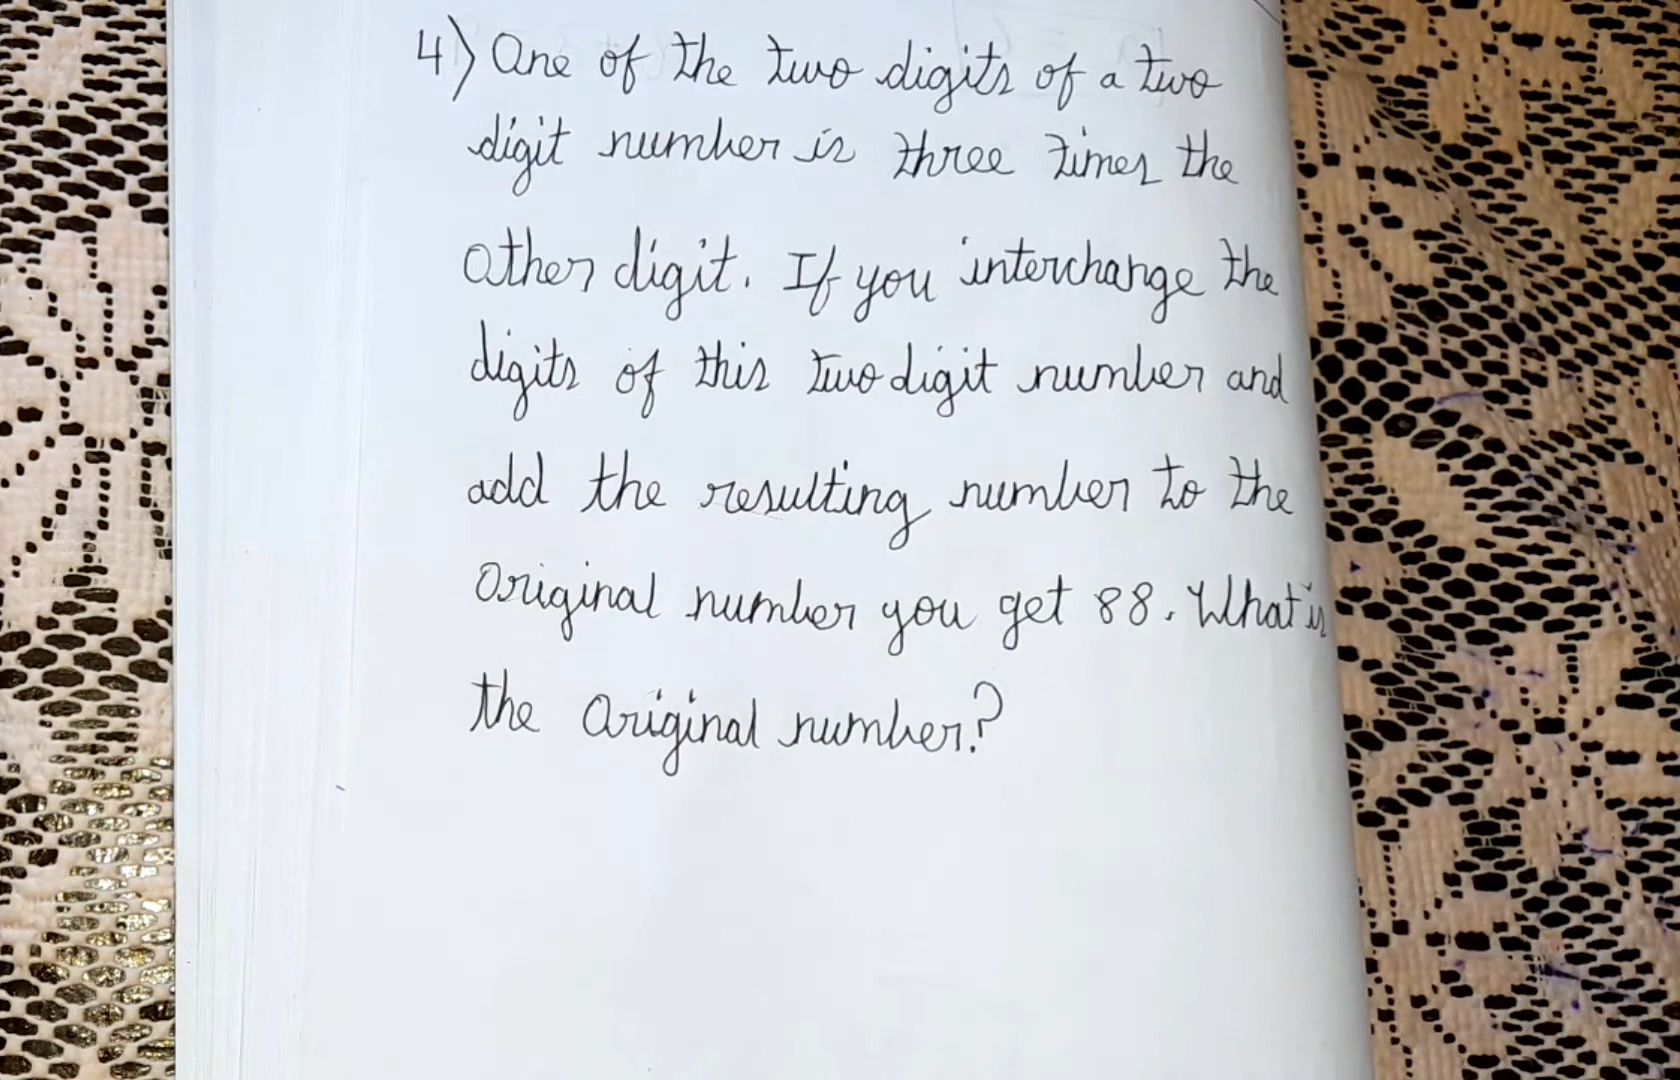 4) One of the two digits of a two
digit number is three times the
other digit. If you interchange the
digits of this two digit number and
add the resulting number to the
original number you get 88. What is
the original number?